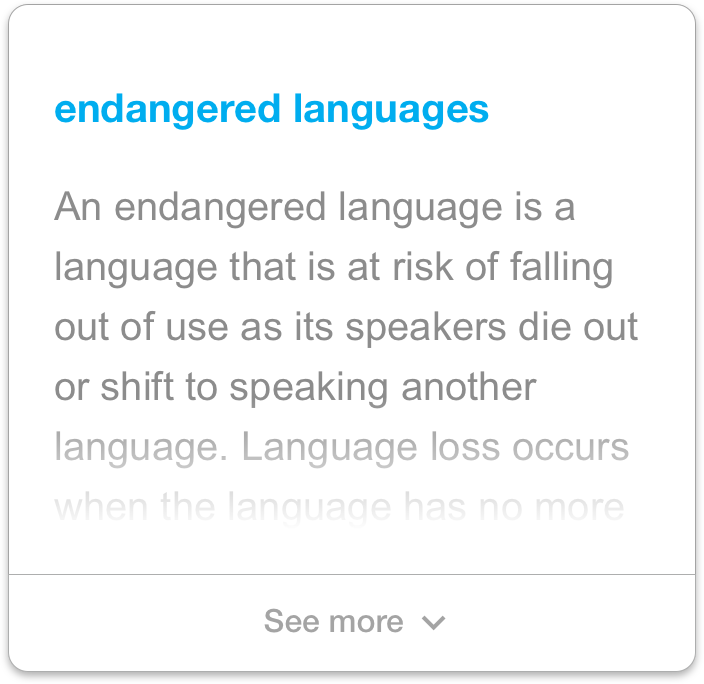 endangered languages
An endangered language is a
language that is at risk of falling
out of use as its speakers die out
or shift to speaking another
language. Language loss occurs
when the language has no more
See more